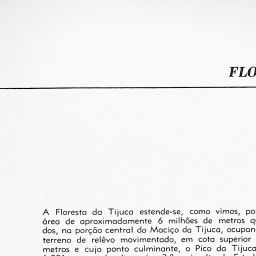 FLO
A Floresta da Tijuca estende-se, como vimos, po
área de aproximadamente 6 milhões de metros q
dos, na porção central do Maciço da Tijuca, ocupan
terreno de relêvo movimentado, em cota superior
metros e cujo ponto culminante, o Pico da Tijuca